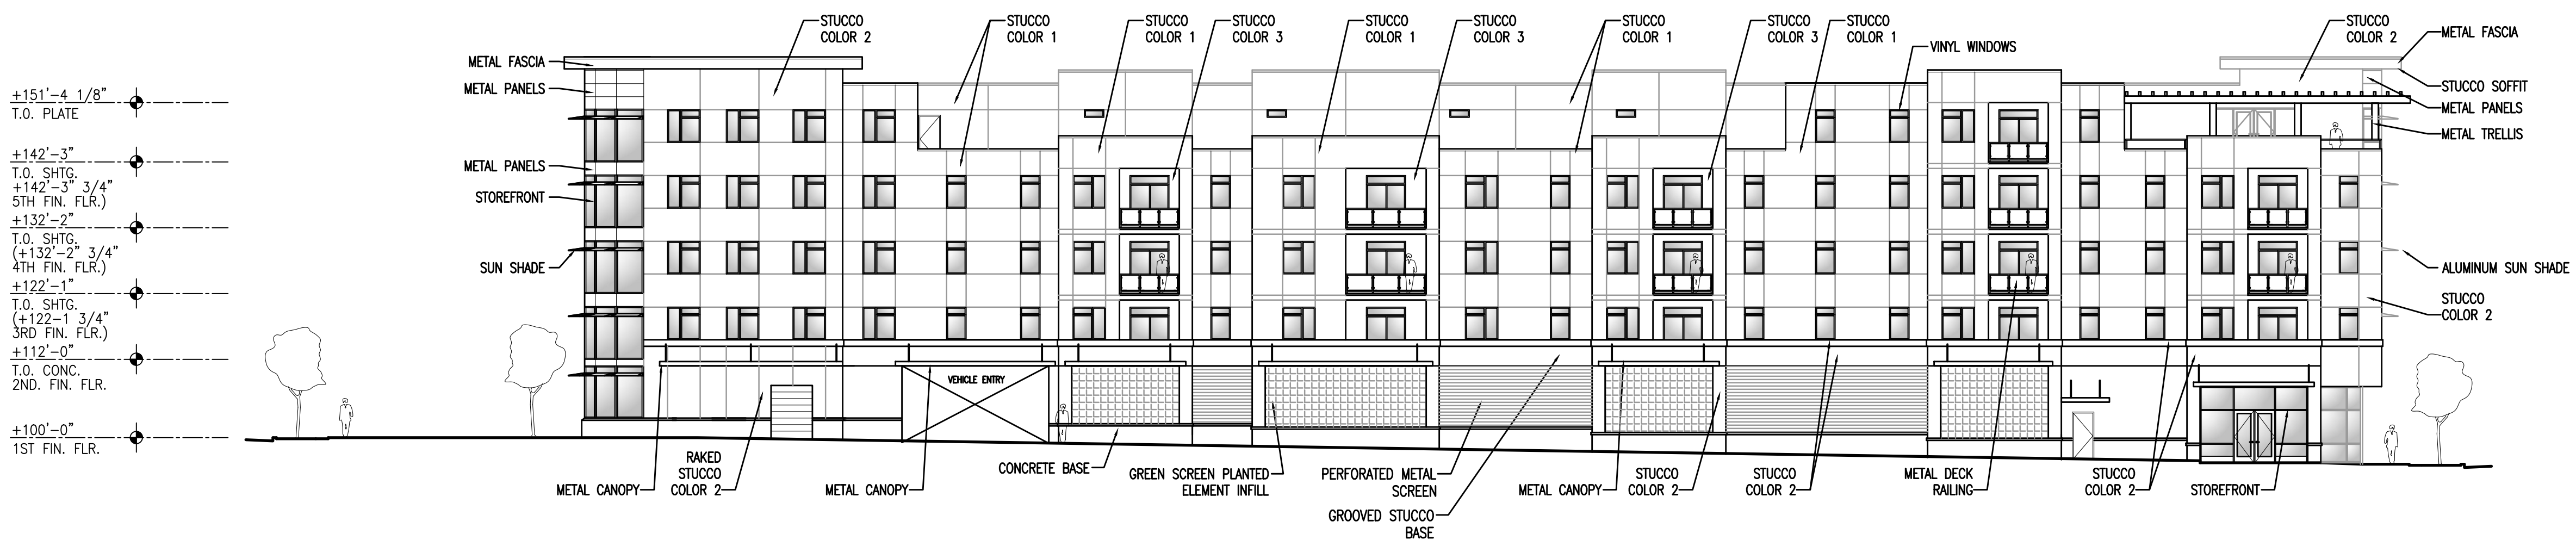 STUCCO
COLOR 2
STUCCO
COLOR 1
STUCCO
COLOR 1
STUCCO
COLOR 3
STUCCO
COLOR 1
STUCCO
COLOR 3
STUCCO
COLOR 1
STUCCO
COLOR 3
STUCCO
COLOR 1
VINYL WINDOWS
STUCCO
COLOR 2
METAL FASCIA
STUCCO SOFFIT
METAL PANELS
METAL TRELLIS
ALUMINUM SUN SHADE
STUCCO
COLOR 2
METAL FASCIA
METAL PANELS
METAL PANELS
STOREFRONT
SUN SHADE
+151'-4 1/8"
T.O. PLATE
+142'-3"
T.O. SHTG.
+142'-3" 3/4"
5TH FIN. FLR.)
+132'-2"
T.O. SHTG.
(+132'-2" 3/4"
4TH FIN. FLR.)
+122'-1"
T.O. SHTG.
(+122-1 3/4"
3RD FIN. FLR.)
+112'-0"
T.O. CONC.
2ND. FIN. FLR.
+100'-0"
1ST FIN. FLR.
VEHICLE ENTRY
METAL CANOPY
RAKED
STUCCO
COLOR 2
METAL CANOPY
CONCRETE BASE
GREEN SCREEN PLANTED
ELEMENT INFILL
PERFORATED METAL
SCREEN
GROOVED STUCCO
BASE
METAL CANOPY
STUCCO
COLOR 2
STUCCO
COLOR 2
METAL DECK
RAILING
STUCCO
COLOR 2
STOREFRONT